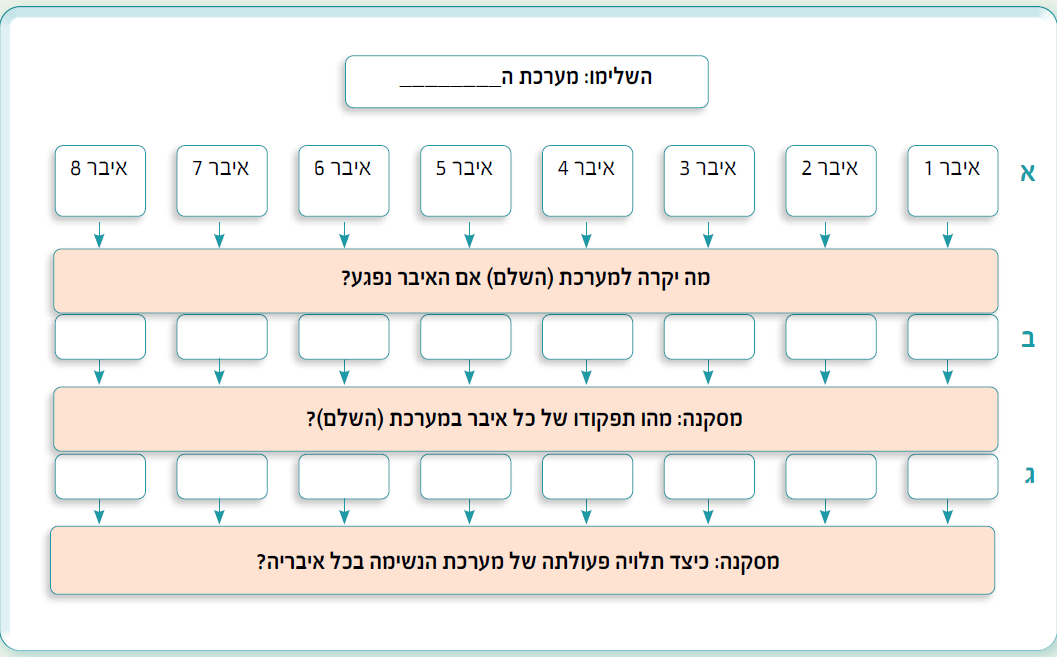 השלימו: מערכת ה________
א
איבר 1 איבר 2 איבר 3 איבר 4 איבר 5 איבר 6 איבר 7 איבר 8
מה יקרה למערכת (השלם) אם האיבר נפגע?
ב
מסקנה: מהו תפקודו של כל איבר במערכת (השלם)?
ג
מסקנה: כיצד תלויה פעולתה של מערכת הנשימה בכל איבריה?